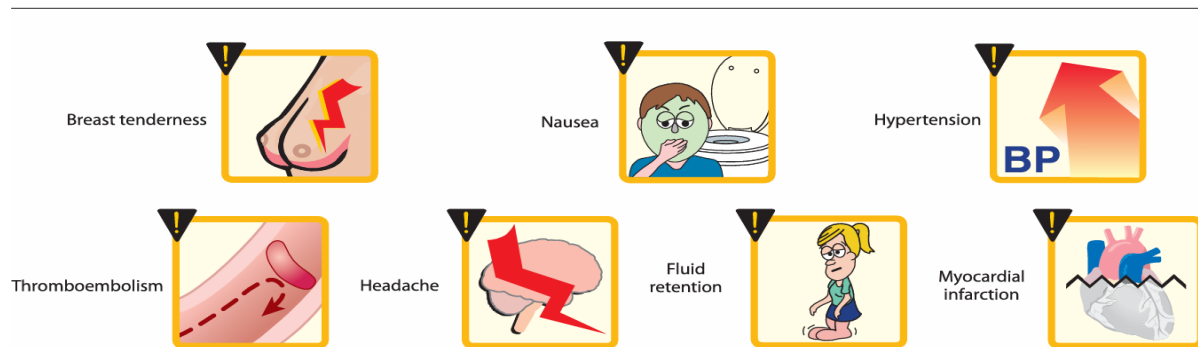 Breast tenderness
Nausea
Hypertension
BP
Thromboembolism
Headache
Fluid
retention
Myocardial
infarction